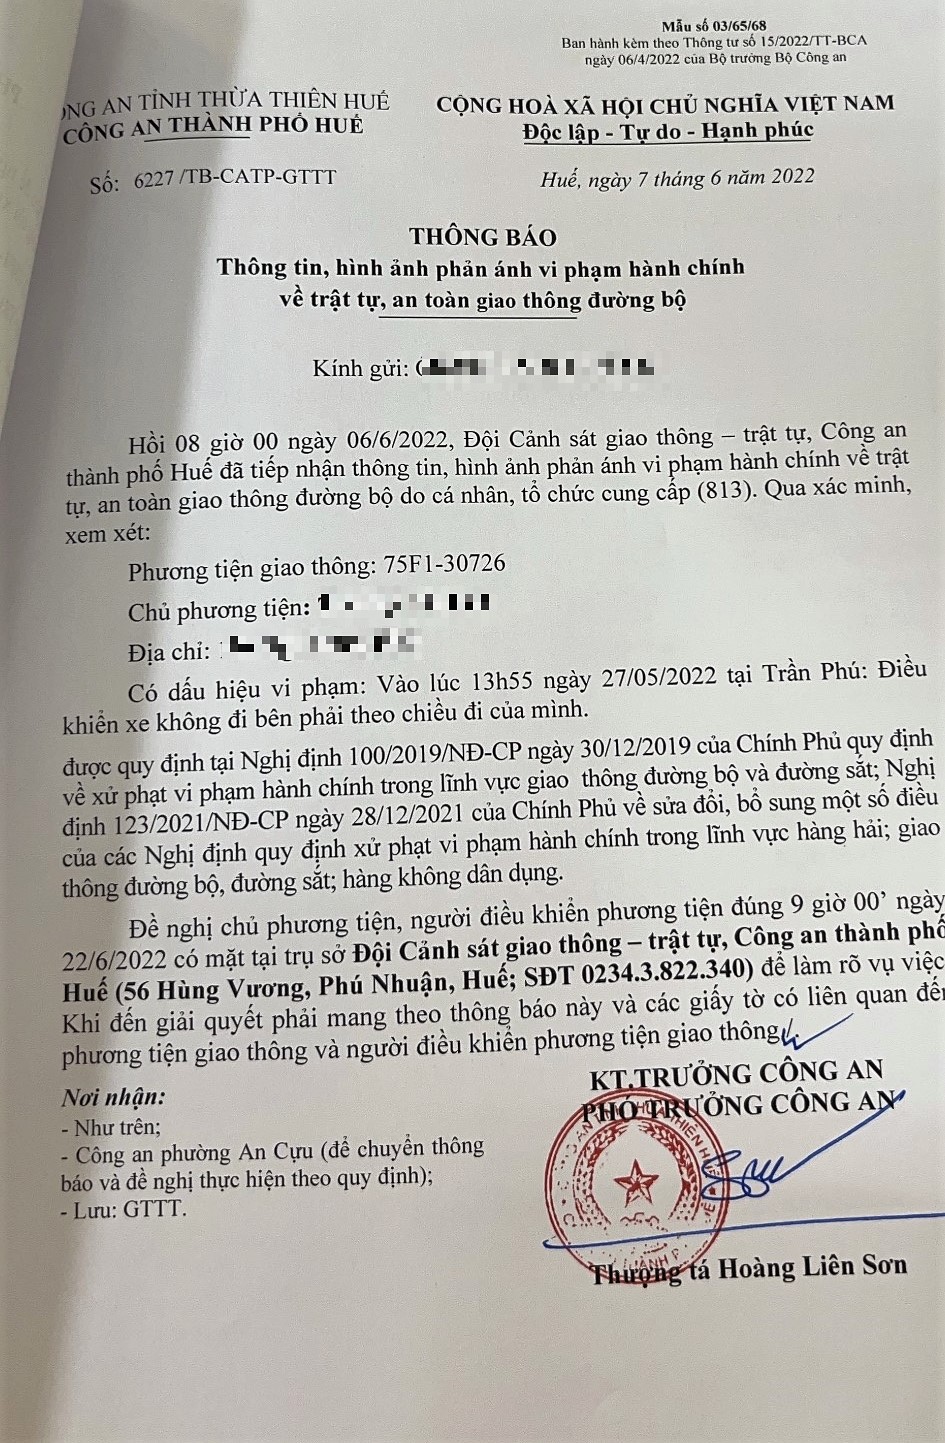 Mẫu số 03/65/68
Ban hành kèm theo Thông tư số 15/2022/TT-BCA
ngày 06/4/2022 của Bộ trưởng Bộ Công an
ÔNG AN TỈNH THỪA THIÊN HUẾ
CÔNG AN THÀNH PHỐ HUẾ
CỘNG HOÀ XÃ HỘI CHỦ NGHĨA VIỆT NAM
Độc lập - Tự do - Hạnh phúc
Số: 6227 /TB-CATP-GTTT
Huế, ngày 7 tháng 6 năm 2022
THÔNG BÁO
Thông tin, hình ảnh phản ánh vi phạm hành chính
về trật tự, an toàn giao thông đường bộ
Kính gửi:
Hồi 08 giờ 00 ngày 06/6/2022, Đội Cảnh sát giao thông – trật tự, Công an
thành phố Huế đã tiếp nhận thông tin, hình ảnh phản ánh vi phạm hành chính về trật
tự, an toàn giao thông đường bộ do cá nhân, tổ chức cung cấp (813). Qua xác minh,
xem xét:
Phương tiện giao thông: 75F1-30726
Chủ phương tiện:
Địa chỉ:
Có dấu hiệu vi phạm: Vào lúc 13h55 ngày 27/05/2022 tại Trần Phú: Điều
khiển xe không đi bên phải theo chiều đi của mình.
được quy định tại Nghị định 100/2019/NĐ-CP ngày 30/12/2019 của Chính Phủ quy định
về xử phạt vi phạm hành chính trong lĩnh vực giao thông đường bộ và đường sắt; Nghị
định 123/2021/NĐ-CP ngày 28/12/2021 của Chính Phủ về sửa đổi, bổ sung một số điều
của các Nghị định quy định xử phạt vi phạm hành chính trong lĩnh vực hàng hải; giao
thông đường bộ, đường sắt; hàng không dân dụng.
Đề nghị chủ phương tiện, người điều khiển phương tiện đúng 9 giờ 00’ ngày
22/6/2022 có mặt tại trụ sở Đội Cảnh sát giao thông – trật tự, Công an thành phố
Huế (56 Hùng Vương, Phú Nhuận, Huế; SĐT 0234.3.822.340) để làm rõ vụ việc
Khi đến giải quyết phải mang theo thông báo này và các giấy tờ có liên quan đến
phương tiện giao thông và người điều khiển phương tiện giao thông.
Nơi nhận:
- Như trên;
- Công an phường An Cựu (để chuyển thông
báo và đề nghị thực hiện theo quy định);
- Lưu: GTTT.
KT.TRƯỞNG CÔNG AN
PHÓ TRƯỞNG CÔNG AN
Thượng tá Hoàng Liên Sơn